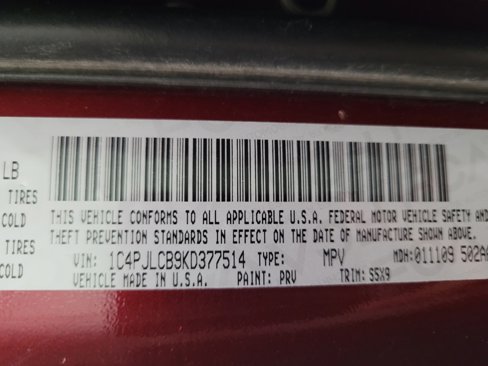 LB
TIRES
COLD
THIS VEHICLE CONFORMS TO ALL APPLICABLE U.S.A. FEDERAL MOTOR VEHICLE SAFETY AND
THEFT PREVENTION STANDARDS IN EFFECT ON THE DATE OF MANUFACTURE SHOWN ABOVE.
TIRES
VIN: 1C4PJLCB9KD377514 TYPE: MPV MDH: 011109 502A
COLD
VEHICLE MADE IN U.S.A. PAINT: PRV TRIM: S5X9